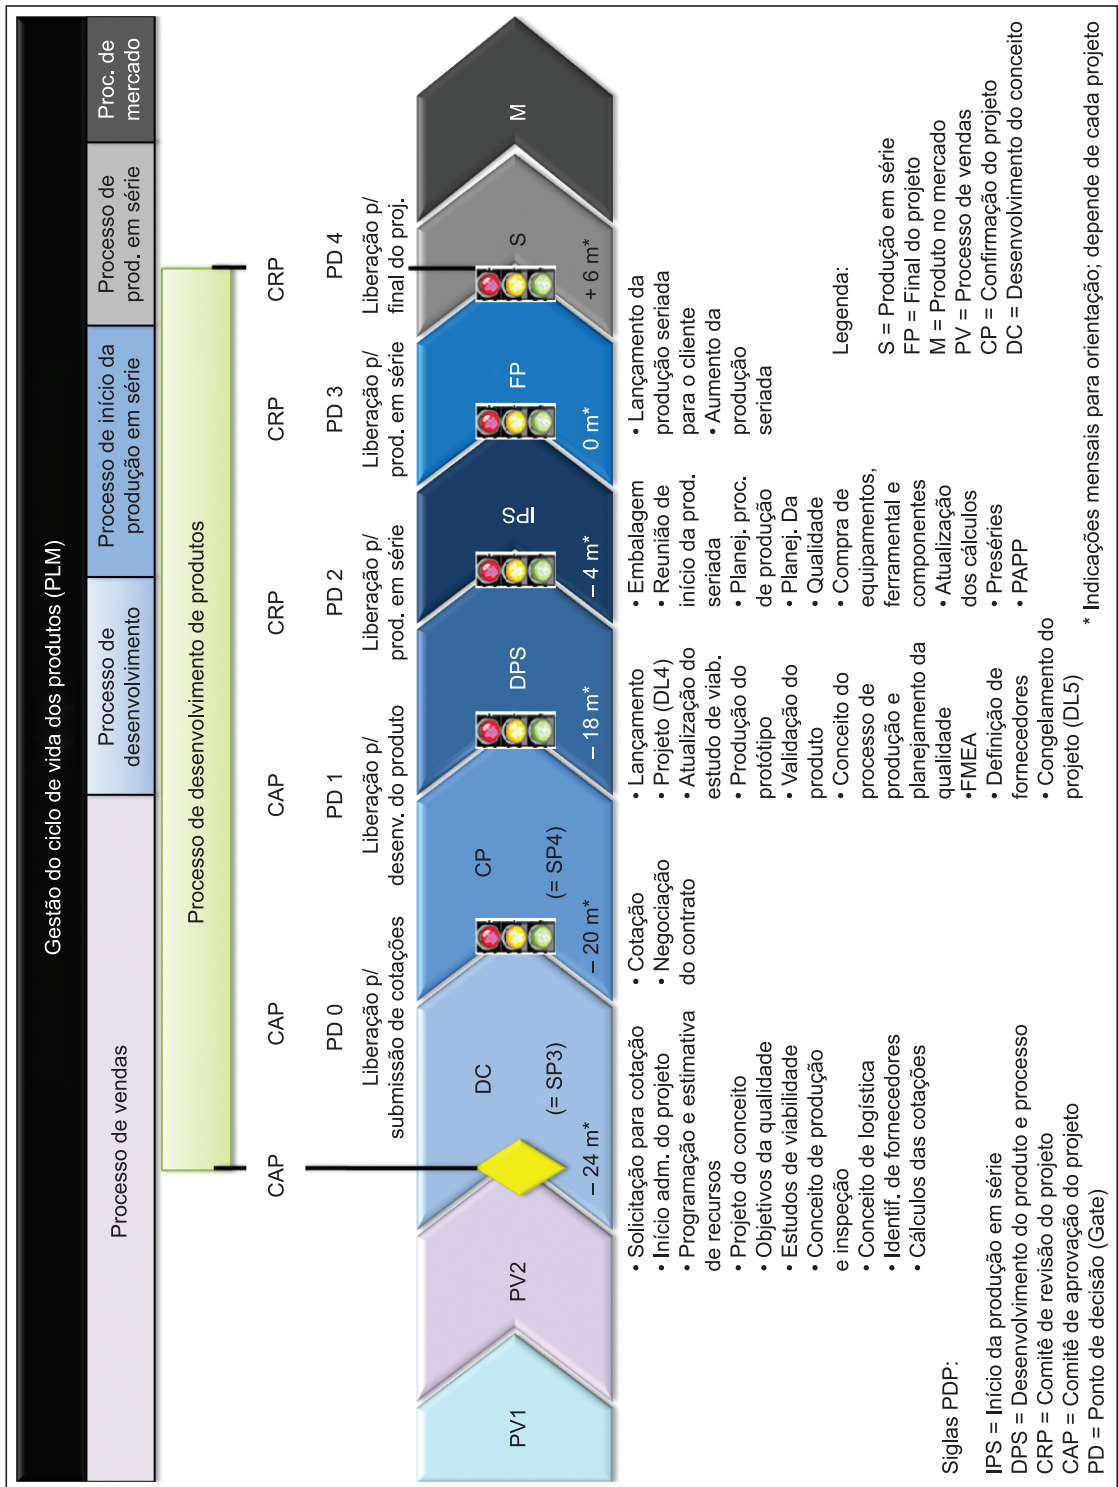 Gestão do ciclo de vida dos produtos (PLM)
Processo de vendas
Processo de
desenvolvimento
Processo de início da
produção em série
Processo de
prod. em série
Proc. de
mercado
Processo de desenvolvimento de produtos
CAP
CAP
CAP
CRP
CRP
CRP
PD 0
Liberação p/
submissão de cotações
PD 1
Liberação p/
desenv. do produto
PD 2
Liberação p/
prod. em série
PD 3
Liberação p/
prod. em série
PD 4
Liberação p/
final do proj.
PV1
PV2
DC
(= SP3)
– 24 m*
CP
(= SP4)
– 20 m*
DPS
– 18 m*
IPS
– 4 m*
FP
0 m*
S
+ 6 m*
M
• Solicitação para cotação
• Início adm. do projeto
• Programação e estimativa
de recursos
• Projeto do conceito
• Objetivos da qualidade
• Estudos de viabilidade
• Conceito de produção
e inspeção
• Conceito de logística
• Identif. de fornecedores
• Cálculos das cotações
• Cotação
• Negociação
do contrato
• Lançamento
• Projeto (DL4)
• Atualização do
estudo de viab.
• Produção do
protótipo
• Validação do
produto
• Conceito do
processo de
produção e
planejamento da
qualidade
•FMEA
• Definição de
fornecedores
• Congelamento do
projeto (DL5)
• Embalagem
• Reunião de
início da prod.
seriada
• Planej. proc.
de produção
• Planej. Da
• Qualidade
• Compra de
equipamentos,
ferramental e
componentes
• Atualização
dos cálculos
• Preséries
• PAPP
• Lançamento da
produção seriada
para o cliente
• Aumento da
produção
seriada
Siglas PDP:
IPS = Início da produção em série
DPS = Desenvolvimento do produto e processo
CRP = Comitê de revisão do projeto
CAP = Comitê de aprovação do projeto
PD = Ponto de decisão (Gate)
Legenda:
S = Produção em série
FP = Final do projeto
M = Produto no mercado
PV = Processo de vendas
CP = Confirmação do projeto
DC = Desenvolvimento do conceito
* Indicações mensais para orientação; depende de cada projeto